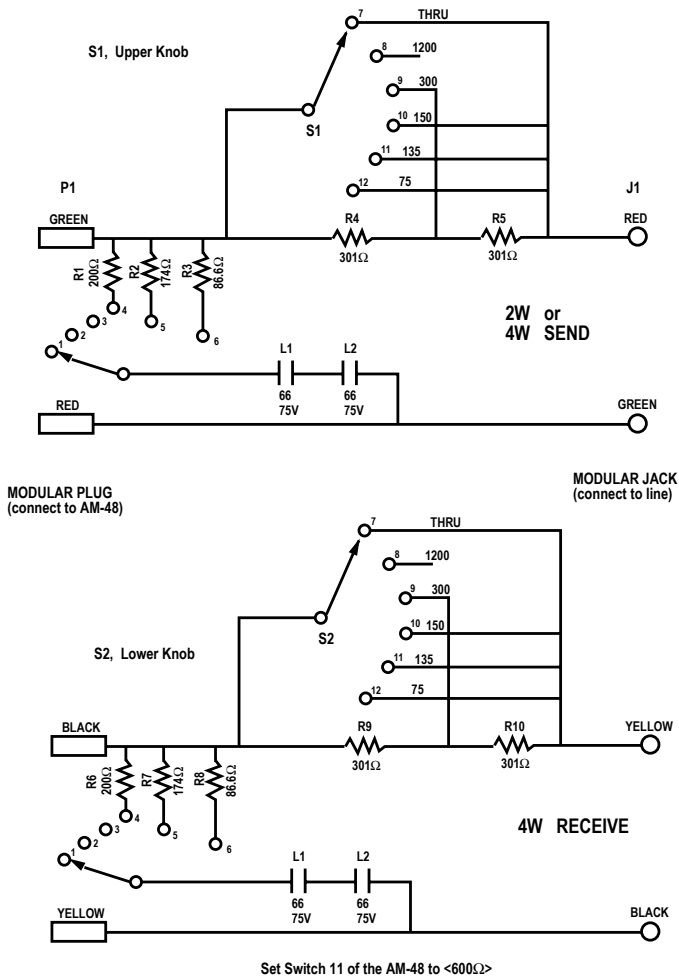 S1, Upper Knob
7
THRU
8
1200
9
300
10
150
11
135
12
75
S1
P1
J1
GREEN
RED
R4
301Ω
R5
301Ω
R1
200Ω
R2
174Ω
R3
86.6Ω
1
2
3
4
5
6
2W or
4W SEND
L1
66
75V
L2
66
75V
RED
GREEN
MODULAR PLUG
(connect to AM-48)
MODULAR JACK
(connect to line)
7
THRU
8
1200
9
300
10
150
11
135
12
75
S2
S2, Lower Knob
BLACK
YELLOW
R9
301Ω
R10
301Ω
R6
200Ω
R7
174Ω
R8
86.6Ω
1
2
3
4
5
6
4W RECEIVE
L1
66
75V
L2
66
75V
YELLOW
BLACK
Set Switch 11 of the AM-48 to <600Ω>